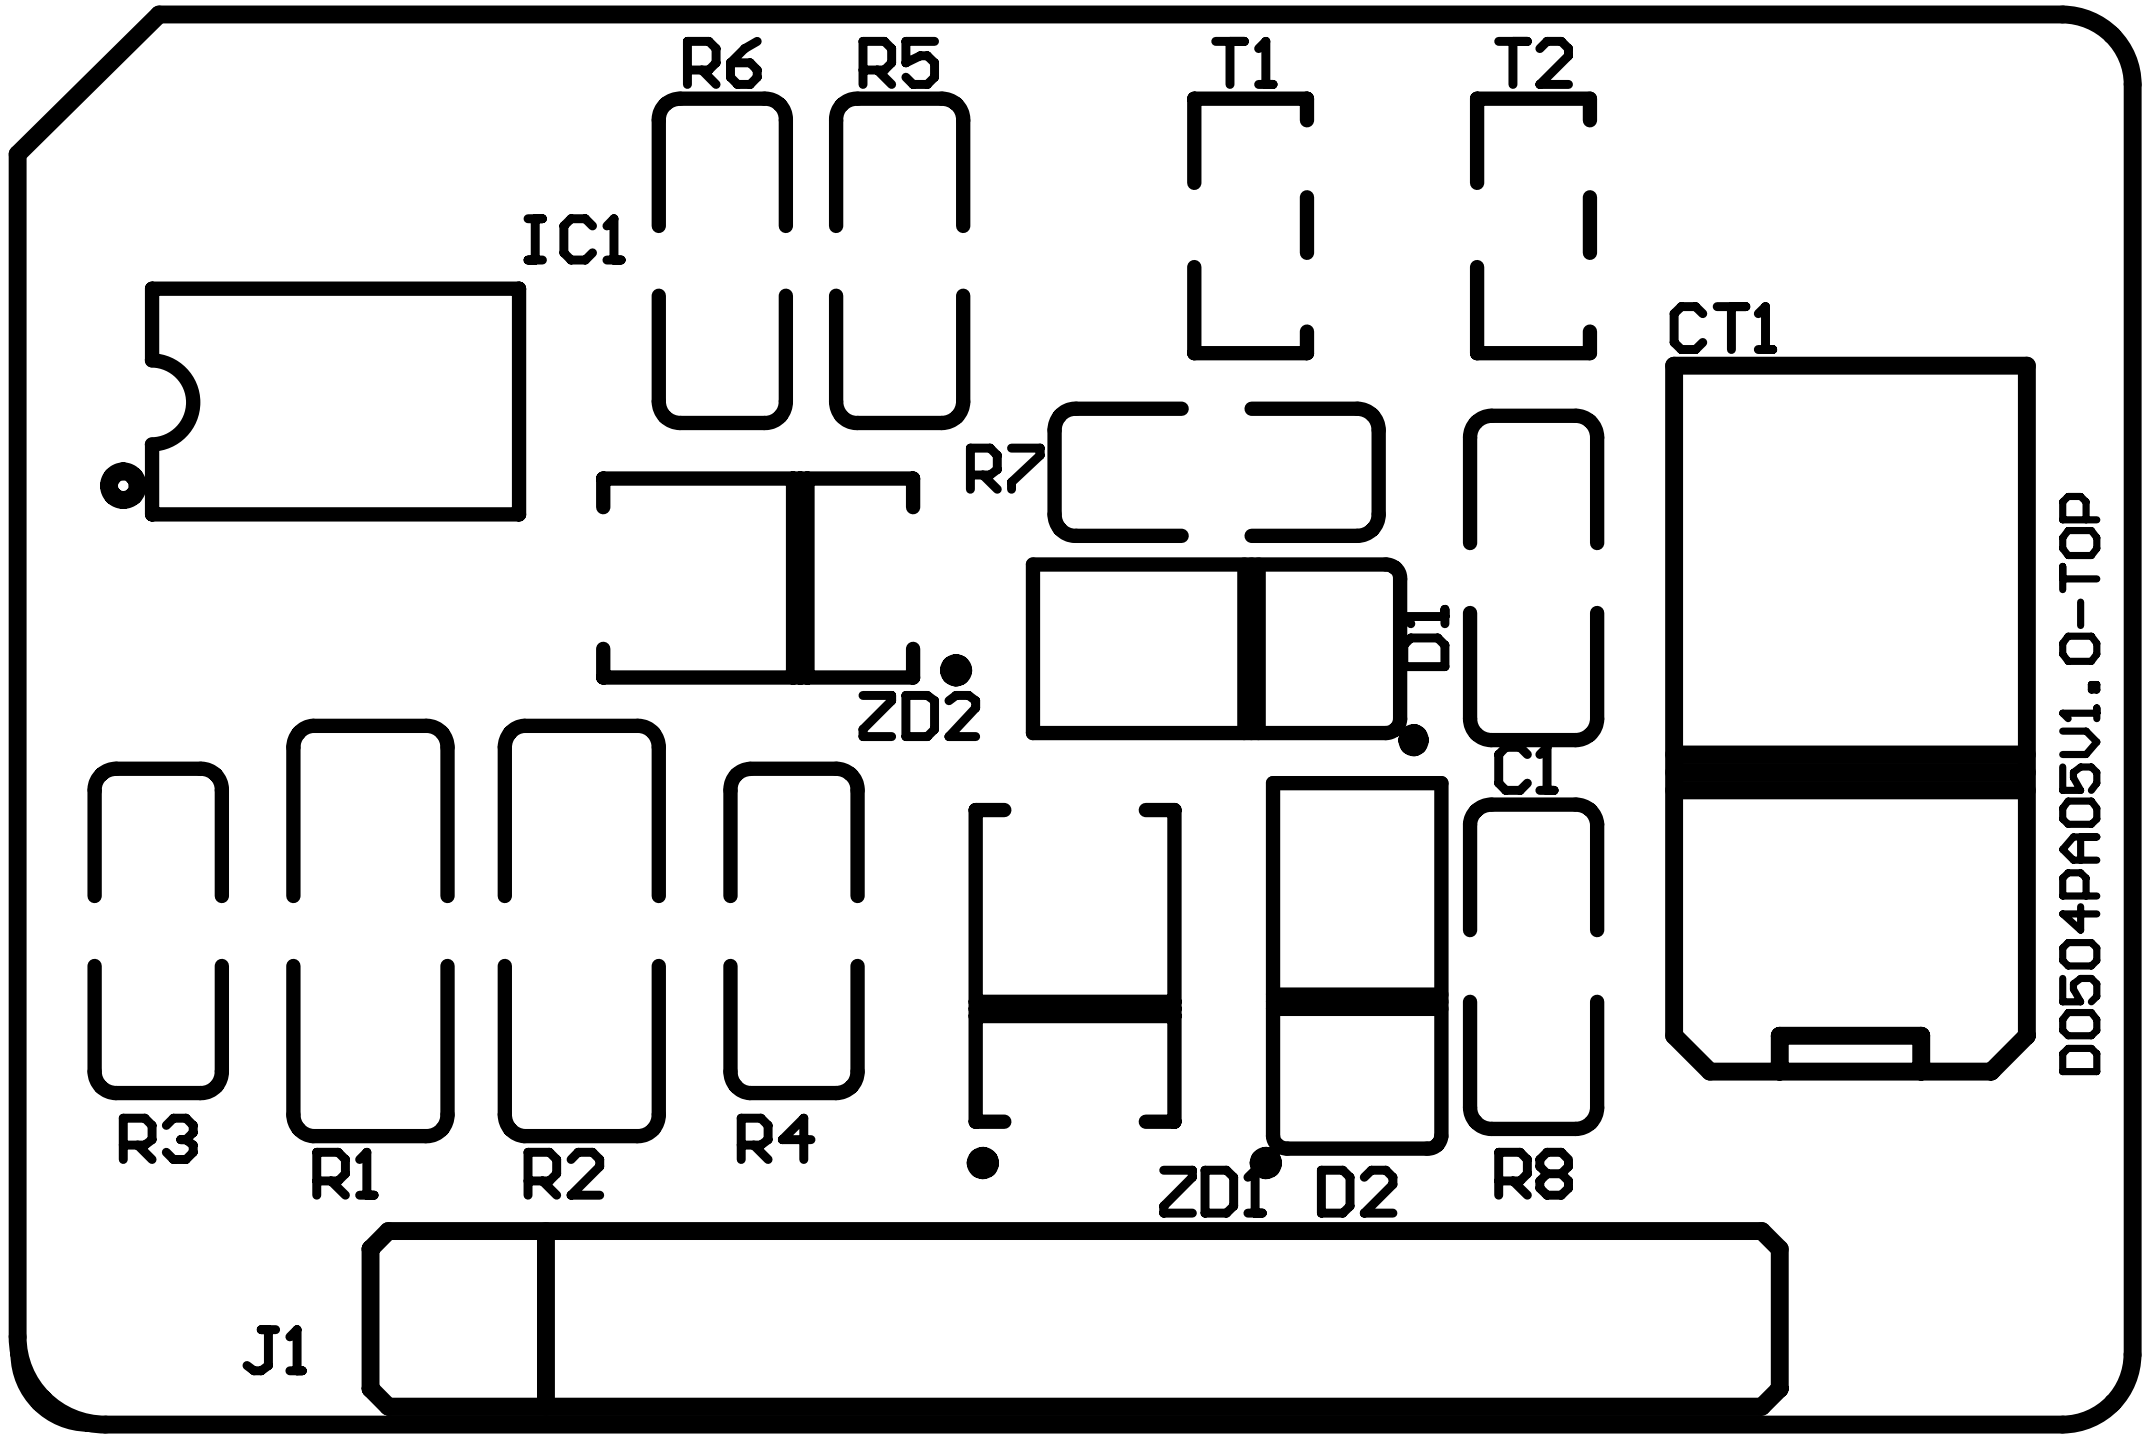 R6
R5
T1
T2
IC1
CT1
R7
D1
ZD2
C1
D0504PA05V1.0-TOP
R3
R1
R2
R4
ZD1
D2
R8
J1